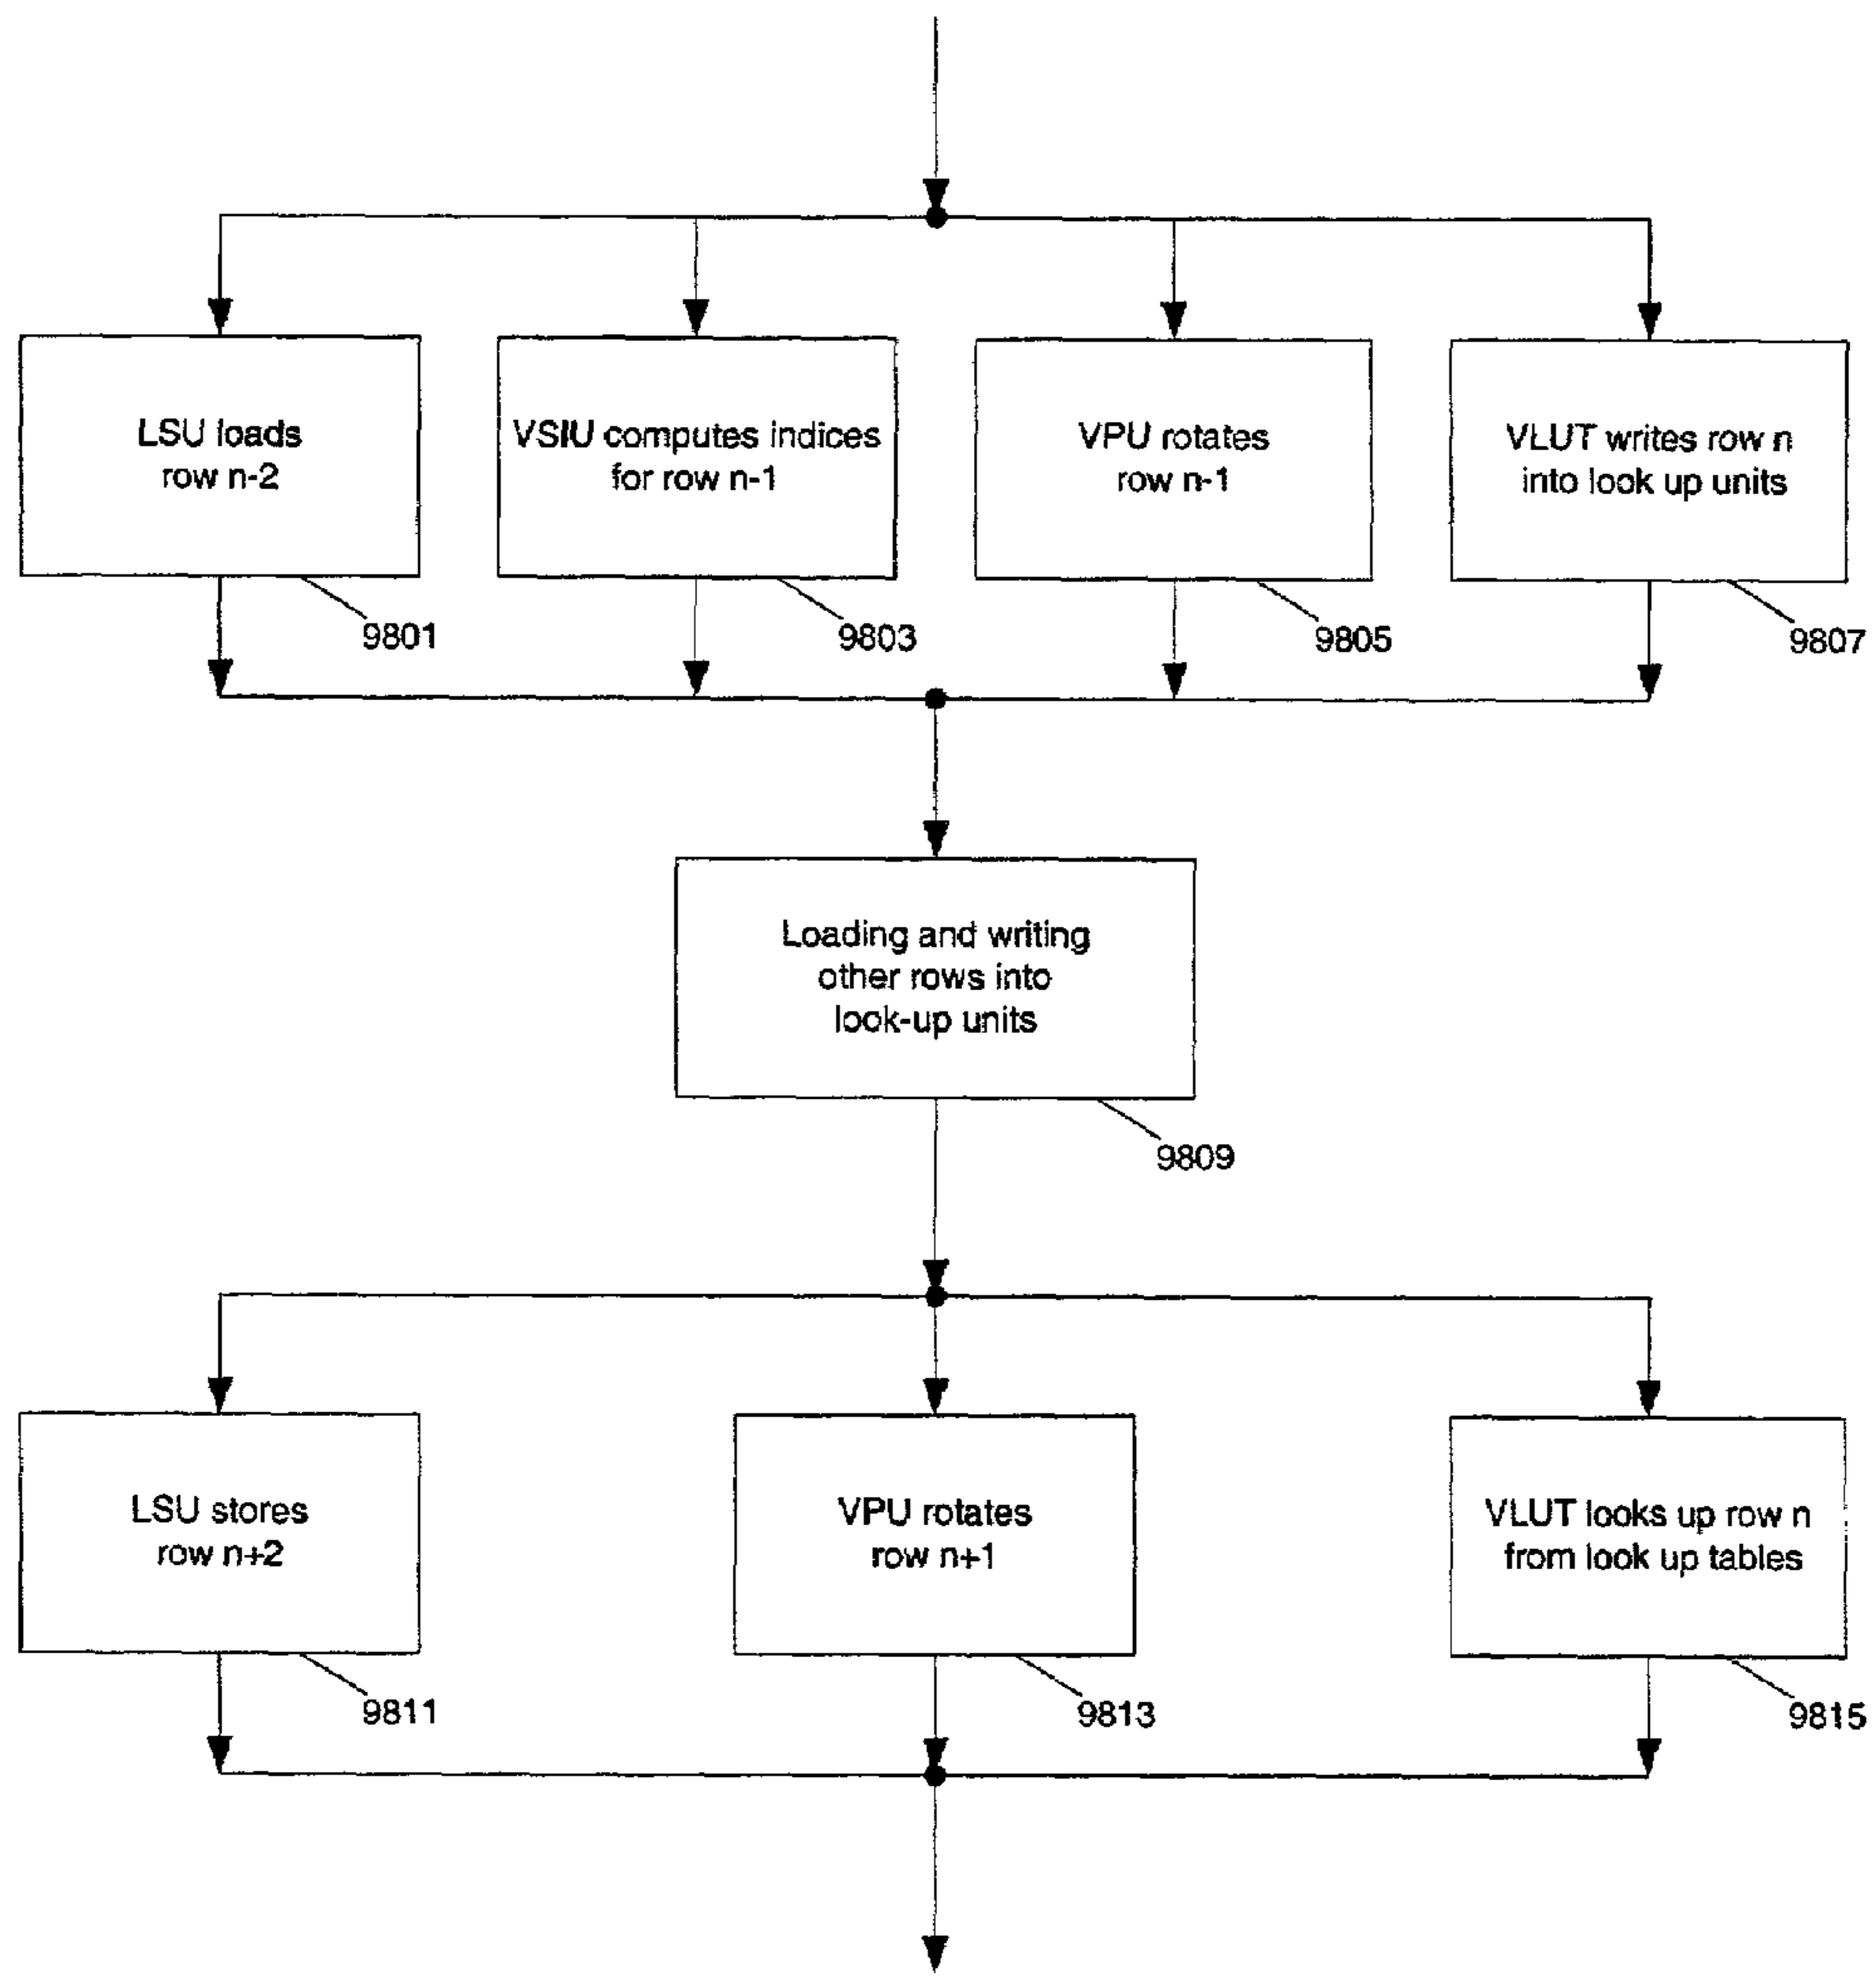 LSU loads
row n-2
VSIU computes indices
for row n-1
VPU rotates
row n-1
VLUT writes row n
into look up units
9801
9803
9805
9807
Loading and writing
other rows into
look-up units
9809
LSU stores
row n+2
VPU rotates
row n+1
VLUT looks up row n
from look up tables
9811
9813
9815